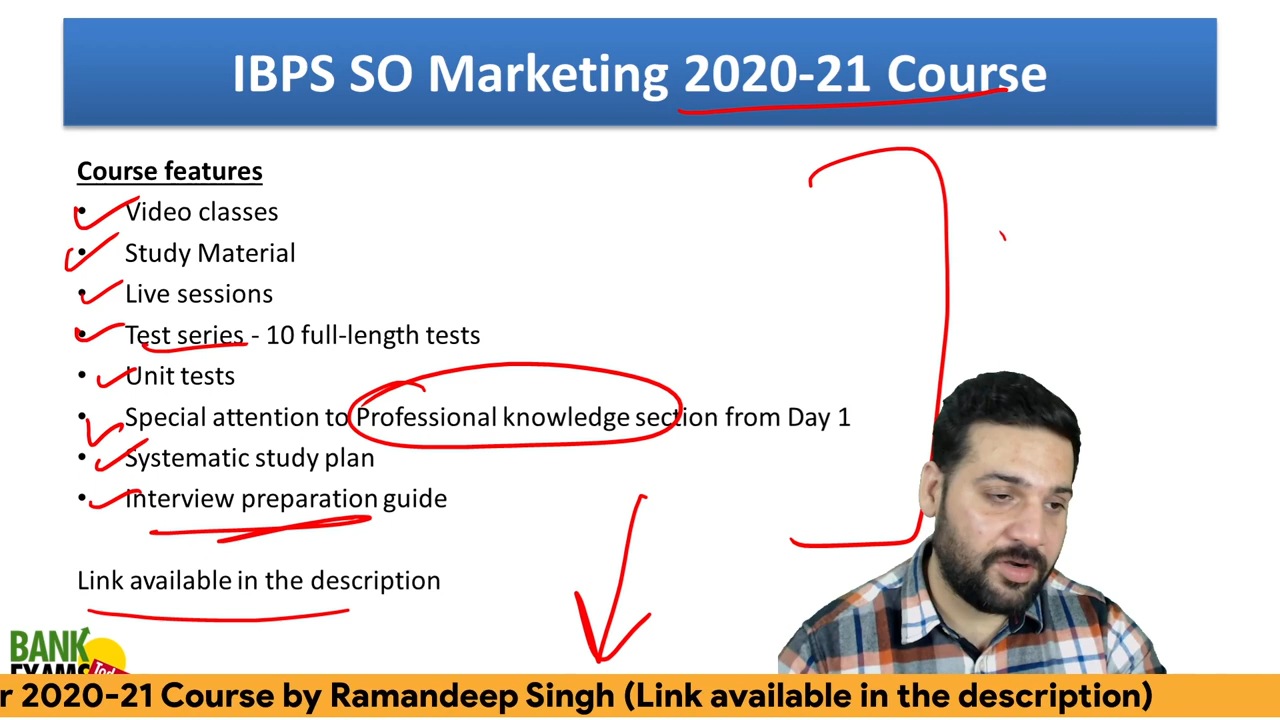 IBPS SO Marketing 2020-21 Course
Course features
• Video classes
• Study Material
• Live sessions
• Test series - 10 full-length tests
• Unit tests
• Special attention to Professional knowledge section from Day 1
• Systematic study plan
• Interview preparation guide
Link available in the description
BANK
EXAMS Today
r 2020-21 Course by Ramandeep Singh (Link available in the description)